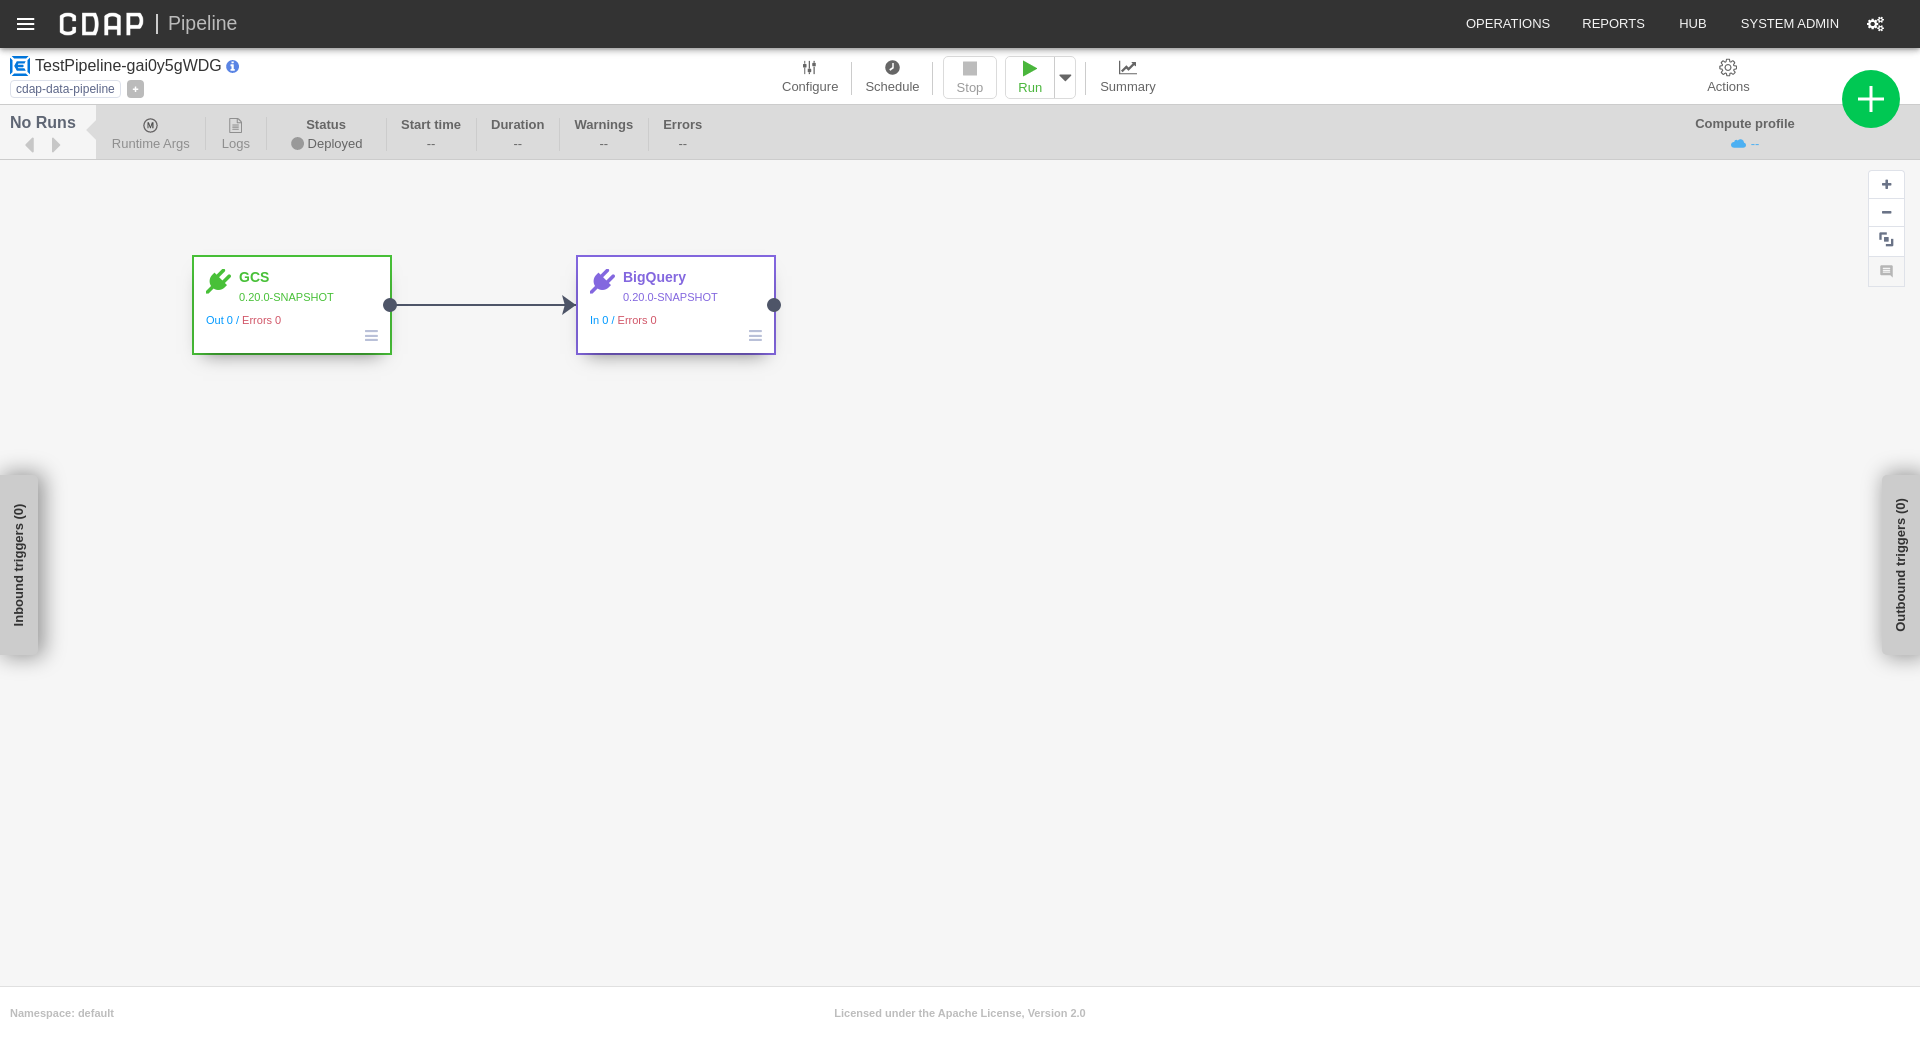 CDAP | Pipeline
OPERATIONS
REPORTS
HUB
SYSTEM ADMIN
TestPipeline-gai0y5gWDG
cdap-data-pipeline
+
Configure
Schedule
Stop
Run
Summary
Actions
No Runs
Runtime Args
Logs
Status
Deployed
Start time
--
Duration
--
Warnings
--
Errors
--
Compute profile
--
GCS
0.20.0-SNAPSHOT
Out 0 / Errors 0
BigQuery
0.20.0-SNAPSHOT
In 0 / Errors 0
Inbound triggers (0)
Outbound triggers (0)
Namespace: default
Licensed under the Apache License, Version 2.0